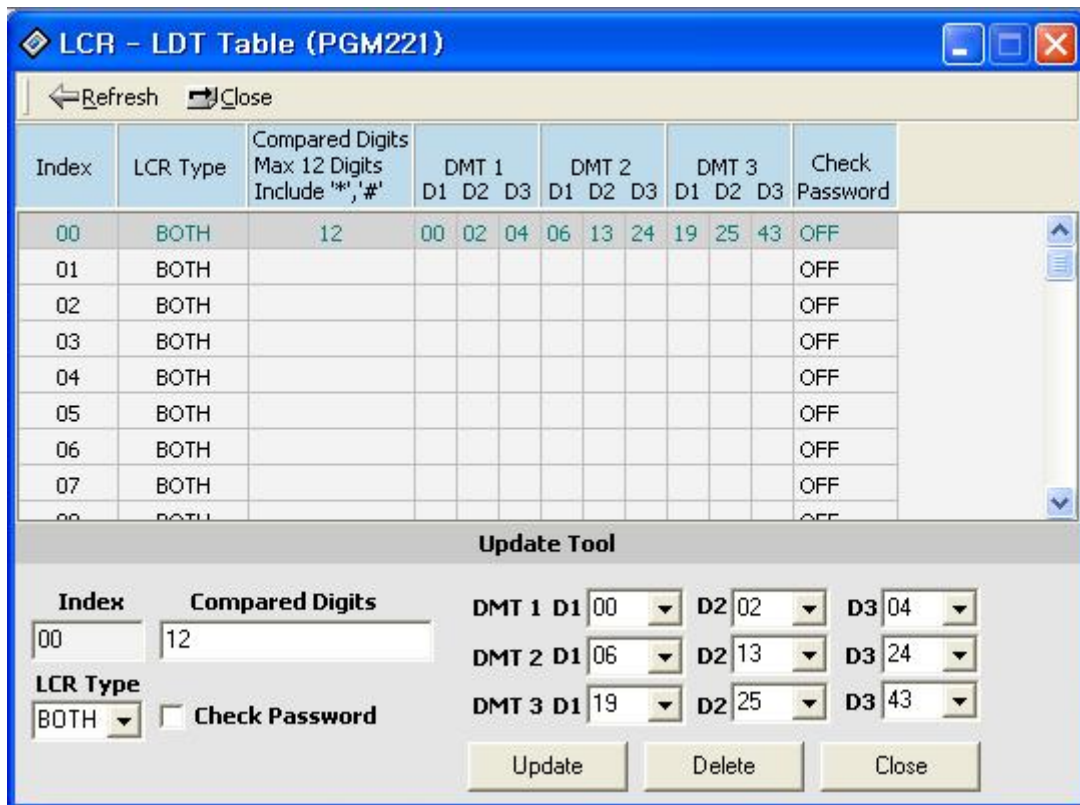 LCR - LDT Table (PGM221)
Refresh Close
Index LCR Type Compared Digits Max 12 Digits Include '*','#' DMT 1 D1 D2 D3 DMT 2 D1 D2 D3 DMT 3 D1 D2 D3 Check Password
00 BOTH 12 00 02 04 06 13 24 19 25 43 OFF
01 BOTH OFF
02 BOTH OFF
03 BOTH OFF
04 BOTH OFF
05 BOTH OFF
06 BOTH OFF
07 BOTH OFF
Update Tool
Index Compared Digits DMT 1 D1 00 D2 02 D3 04
00 12
DMT 2 D1 06 D2 13 D3 24
LCR Type
BOTH Check Password DMT 3 D1 19 D2 25 D3 43
Update Delete Close